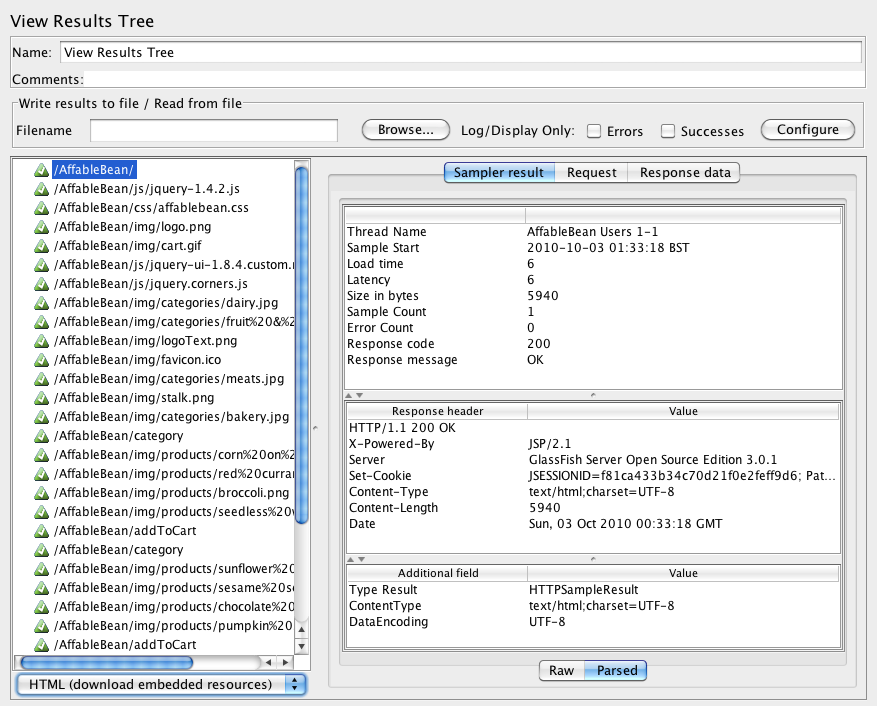 View Results Tree
Name: View Results Tree
Comments:
Write results to file / Read from file
Filename Browse... Log/Display Only: Errors Successes Configure
/AffableBean/
/AffableBean/js/jquery-1.4.2.js
/AffableBean/css/affablebean.css
/AffableBean/img/logo.png
/AffableBean/img/cart.gif
/AffableBean/js/jquery-ui-1.8.4.custom.
/AffableBean/js/jquery.corners.js
/AffableBean/img/categories/dairy.jpg
/AffableBean/img/categories/fruit%20&%2
/AffableBean/img/logoText.png
/AffableBean/img/favicon.ico
/AffableBean/img/categories/meats.jpg
/AffableBean/img/stalk.png
/AffableBean/img/categories/bakery.jpg
/AffableBean/category
/AffableBean/img/products/corn%20on%2
/AffableBean/img/products/red%20curra
/AffableBean/img/products/broccoli.png
/AffableBean/img/products/seedless%20
/AffableBean/addToCart
/AffableBean/category
/AffableBean/img/products/sunflower%20
/AffableBean/img/products/sesame%20s
/AffableBean/img/products/chocolate%20
/AffableBean/img/products/pumpkin%20
/AffableBean/addToCart
HTML (download embedded resources)
Sampler result Request Response data
Thread Name AffableBean Users 1-1
Sample Start 2010-10-03 01:33:18 BST
Load time 6
Latency 6
Size in bytes 5940
Sample Count 1
Error Count 0
Response code 200
Response message OK
Response header Value
HTTP/1.1 200 OK
X-Powered-By JSP/2.1
Server GlassFish Server Open Source Edition 3.0.1
Set-Cookie JSESSIONID=f81ca433b34c70d21f0e2feff9d6; Pat...
Content-Type text/html;charset=UTF-8
Content-Length 5940
Date Sun, 03 Oct 2010 00:33:18 GMT
Additional field Value
Type Result HTTPSampleResult
ContentType text/html;charset=UTF-8
DataEncoding UTF-8
Raw Parsed